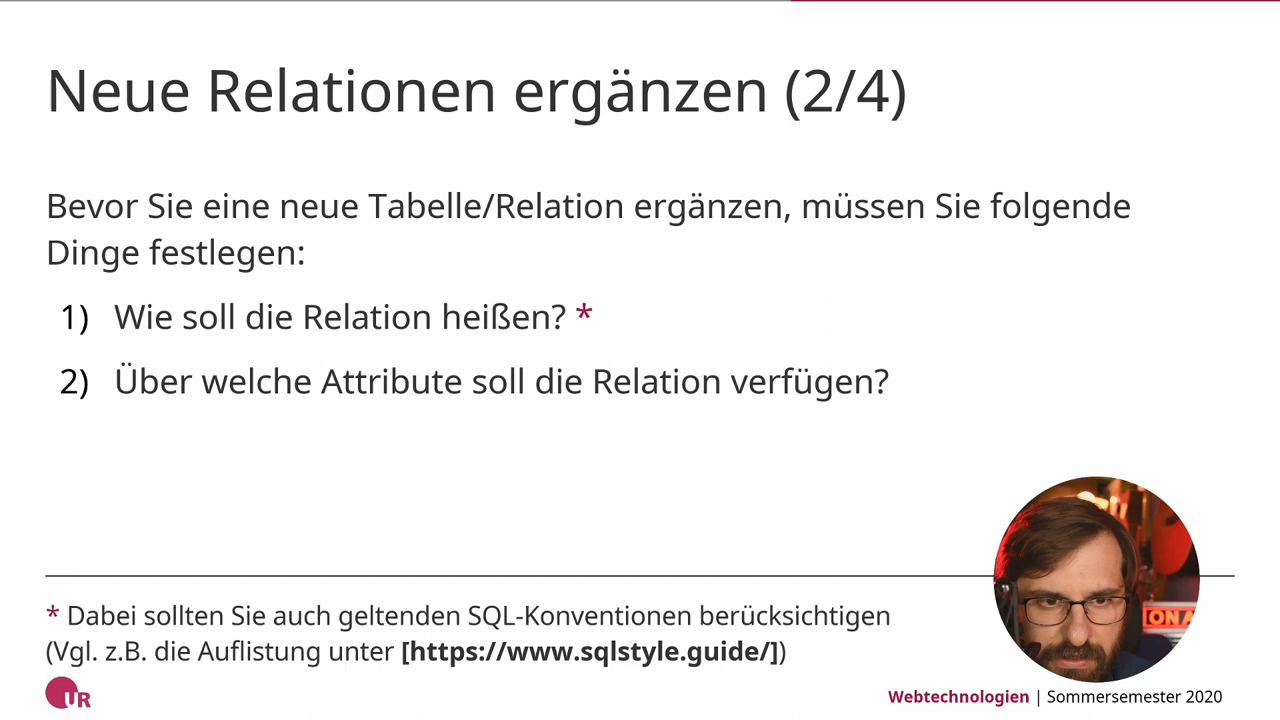 Neue Relationen ergänzen (2/4)
Bevor Sie eine neue Tabelle/Relation ergänzen, müssen Sie folgende
Dinge festlegen:
1) Wie soll die Relation heißen? *
2) Über welche Attribute soll die Relation verfügen?
* Dabei sollten Sie auch geltenden SQL-Konventionen berücksichtigen
(Vgl. z.B. die Auflistung unter [https://www.sqlstyle.guide/])
UR
Webtechnologien | Sommersemester 2020
ON A